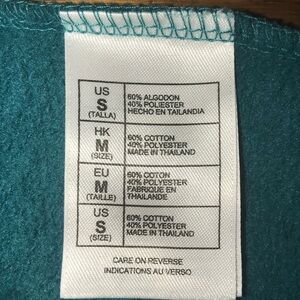 US
S
(TALLA)
60% ALGODON
40% POLIESTER
HECHO EN TAILANDIA
HK
M
(SIZE)
60% COTTON
40% POLYESTER
MADE IN THAILAND
EU
M
(TAILLE)
60% COTON
40% POLYESTER
FABRIQUE EN
THAILANDE
US
S
(SIZE)
60% COTTON
40% POLYESTER
MADE IN THAILAND
CARE ON REVERSE
INDICATIONS AU VERSO